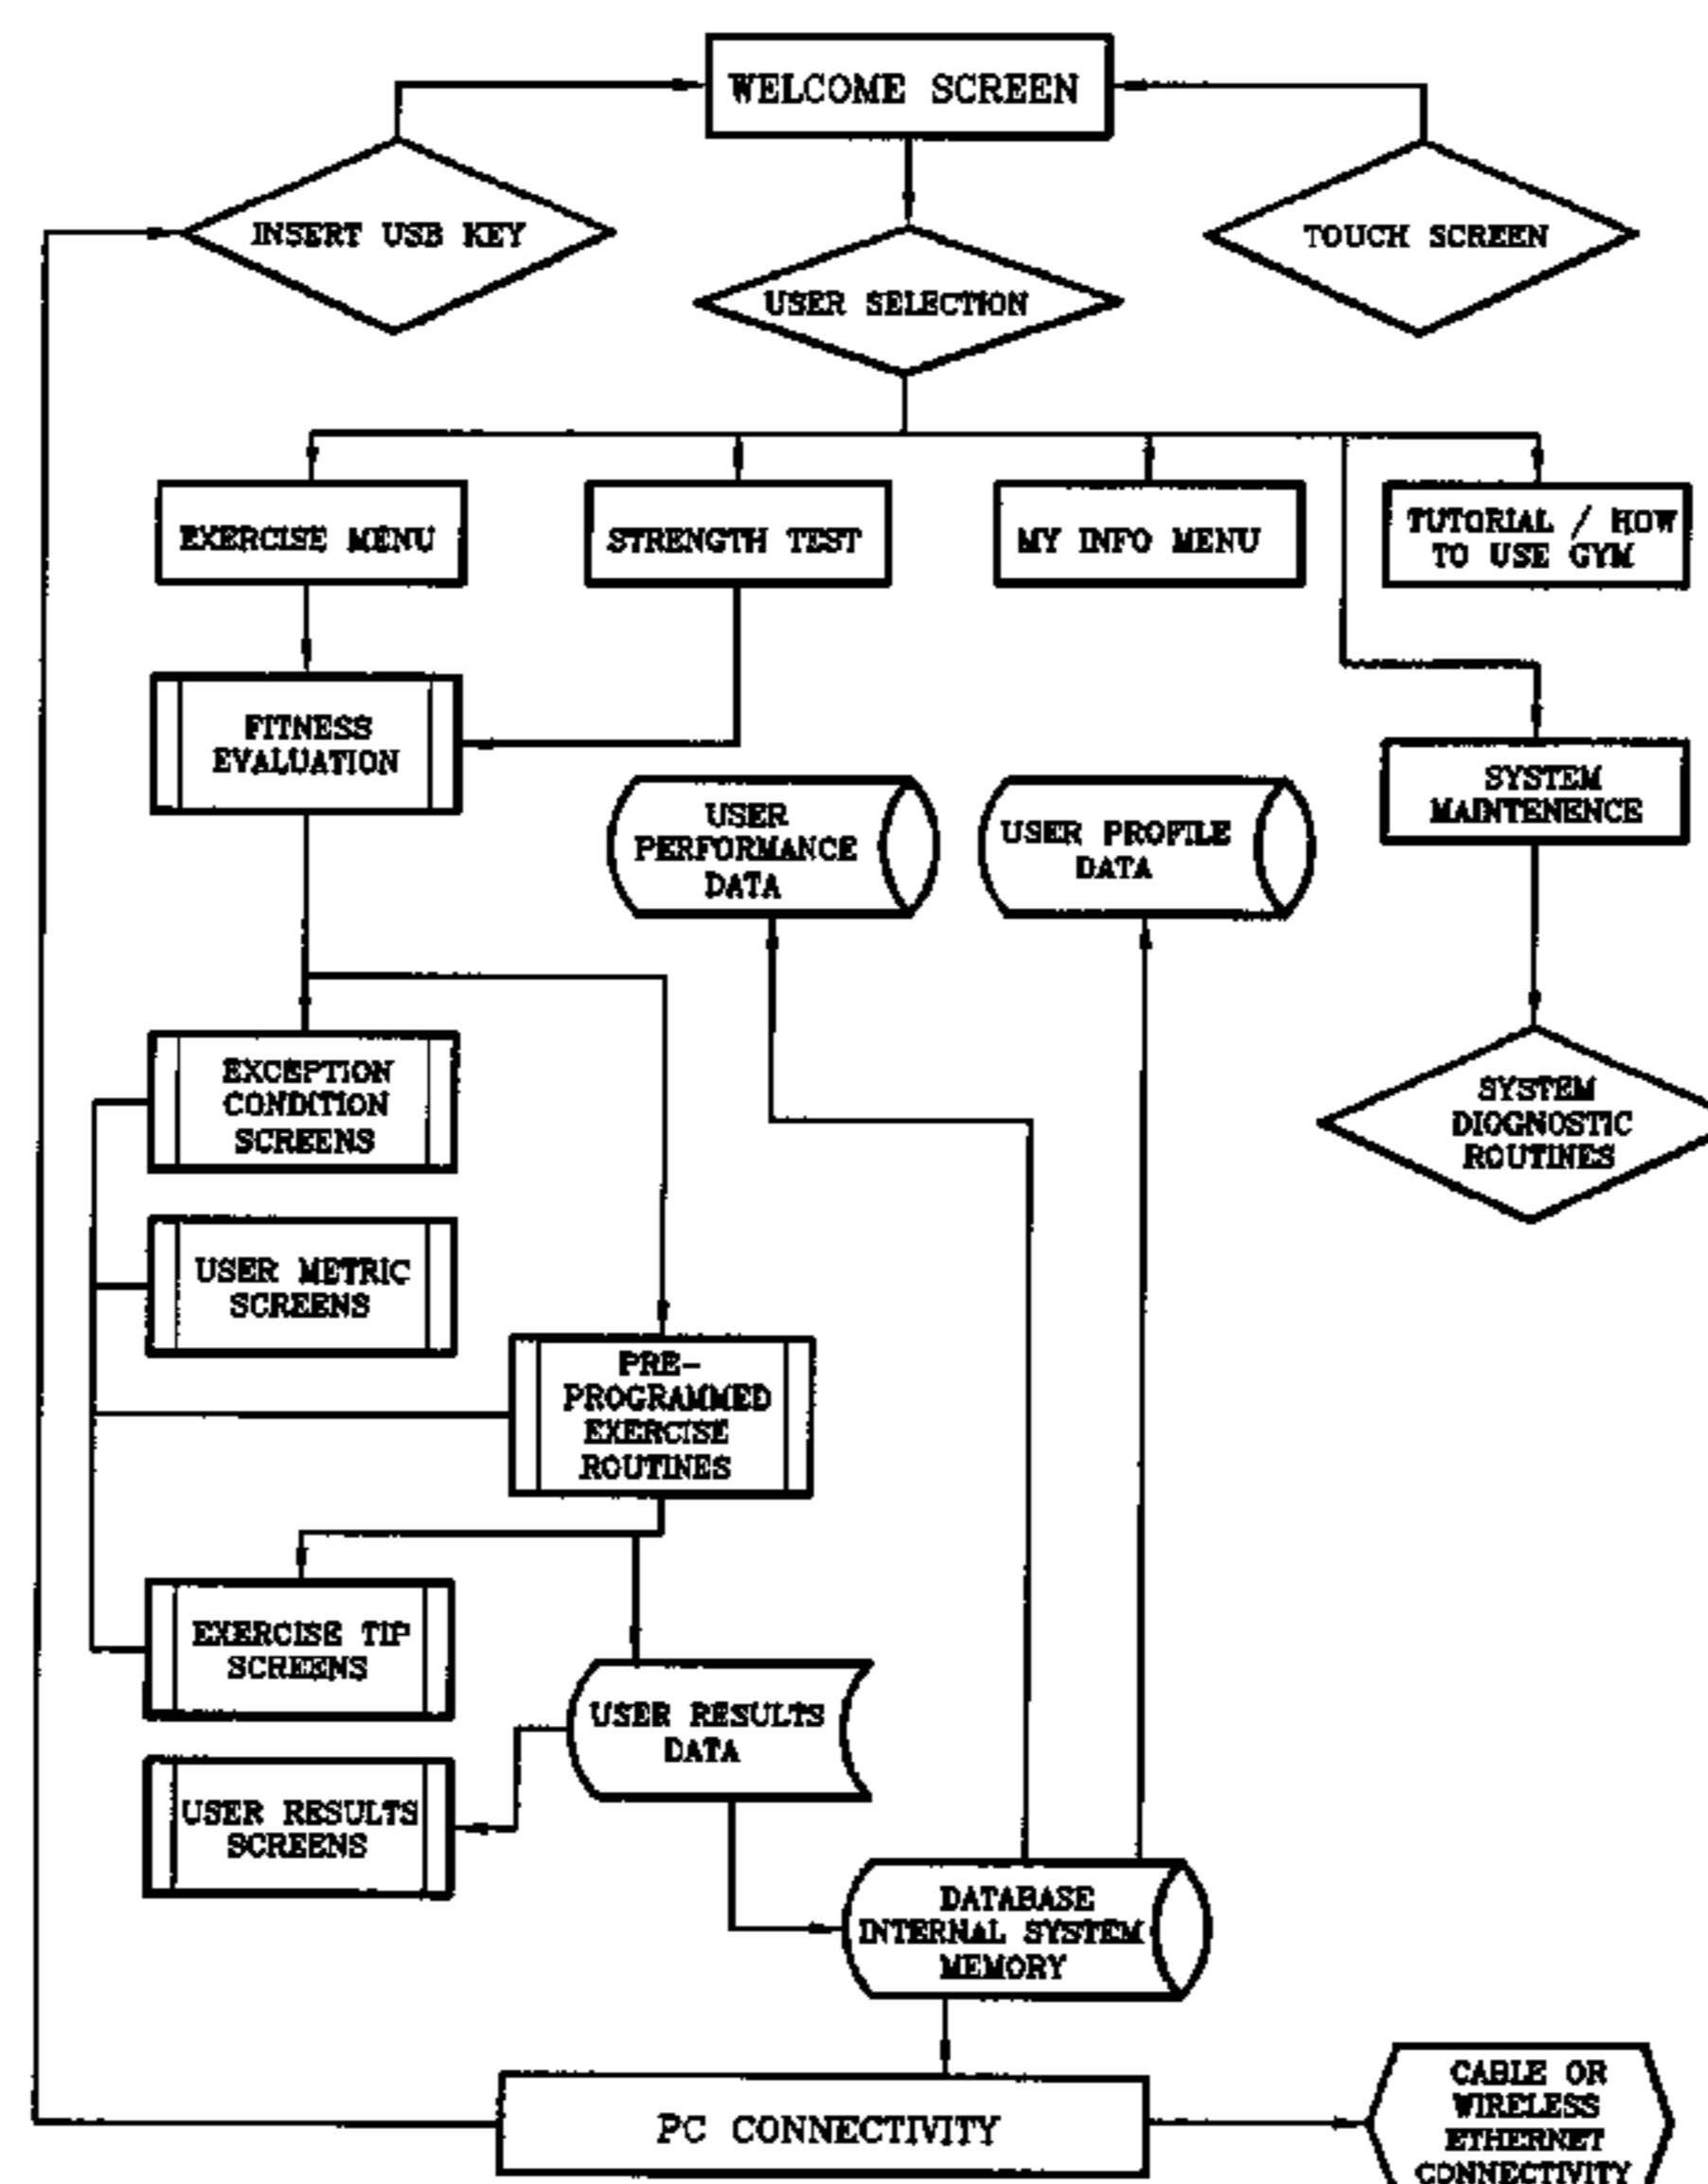 WELCOME SCREEN
INSERT USB KEY
TOUCH SCREEN
USER SELECTION
EXERCISE MENU
STRENGTH TEST
MY INFO MENU
TUTORIAL / HOW
TO USE GYM
FITNESS
EVALUATION
USER
PERFORMANCE
DATA
USER PROFILE
DATA
SYSTEM
MAINTENENCE
EXCEPTION
CONDITION
SCREENS
SYSTEM
DIOGNOSTIC
ROUTINES
USER METRIC
SCREENS
PRE-
PROGRAMMED
EXERCISE
ROUTINES
EXERCISE TIP
SCREENS
USER RESULTS
DATA
USER RESULTS
SCREENS
DATABASE
INTERNAL SYSTEM
MEMORY
PC CONNECTIVITY
CABLE OR
WIRELESS
ETHERNET
CONNECTIVITY